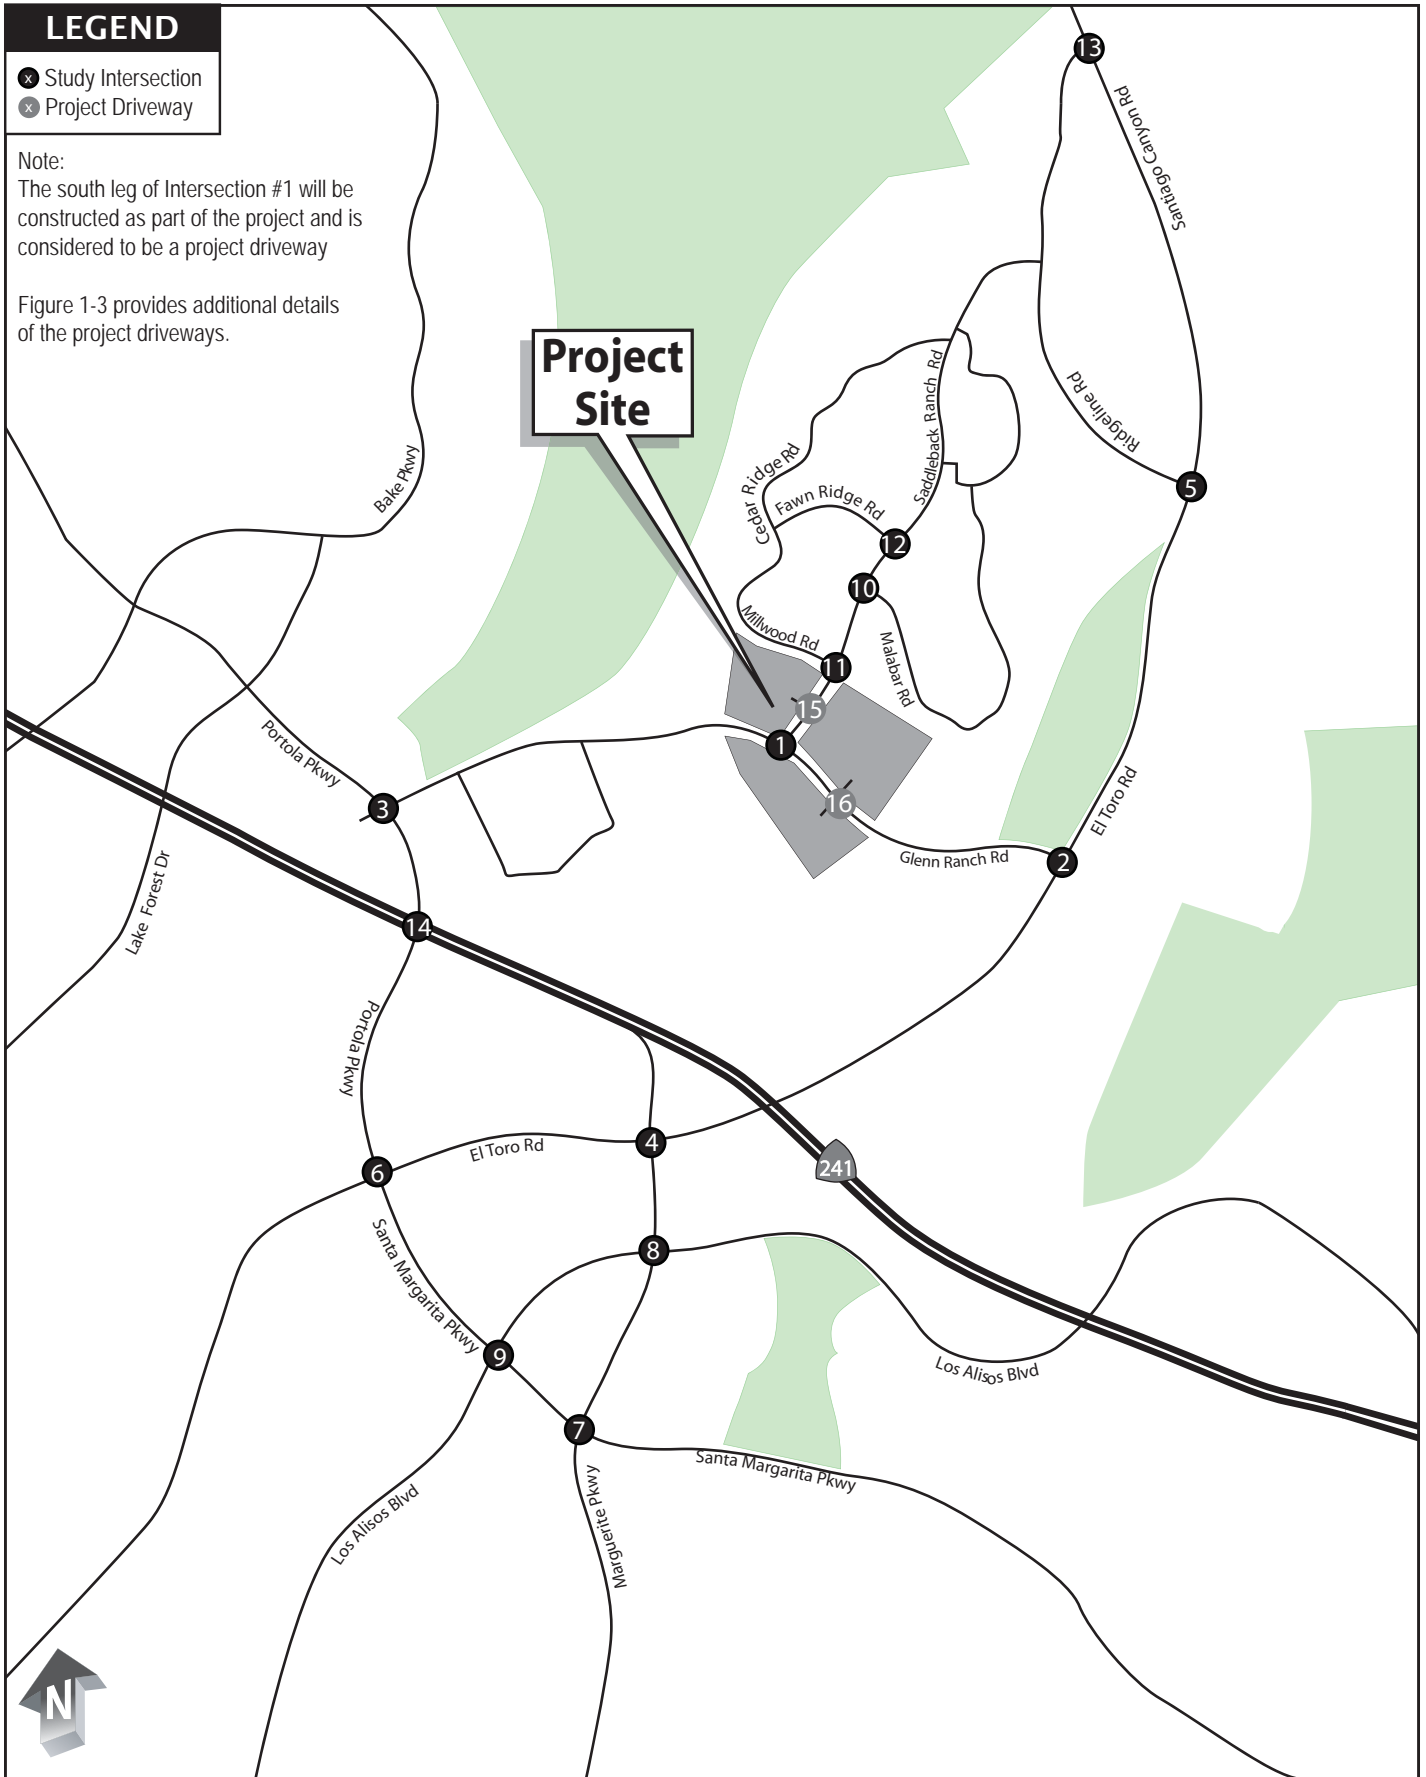 LEGEND
x Study Intersection
x Project Driveway
Note:
The south leg of Intersection #1 will be
constructed as part of the project and is
considered to be a project driveway
Figure 1-3 provides additional details
of the project driveways.
13
Santiago Canyon Rd
Project
Site
Saddleback Ranch Rd
Ridgeline Rd
Bake Pkwy
Cedar Ridge Rd
Fawn Ridge Rd
5
12
10
Millwood Rd
Malabar Rd
11
15
1
Portola Pkwy
3
16
El Toro Rd
Glenn Ranch Rd
2
Lake Forest Dr
14
Portola Pkwy
4
El Toro Rd
6
241
Santa Margarita Pkwy
8
9
Los Alisos Blvd
7
Santa Margarita Pkwy
Los Alisos Blvd
Marguerite Pkwy
N